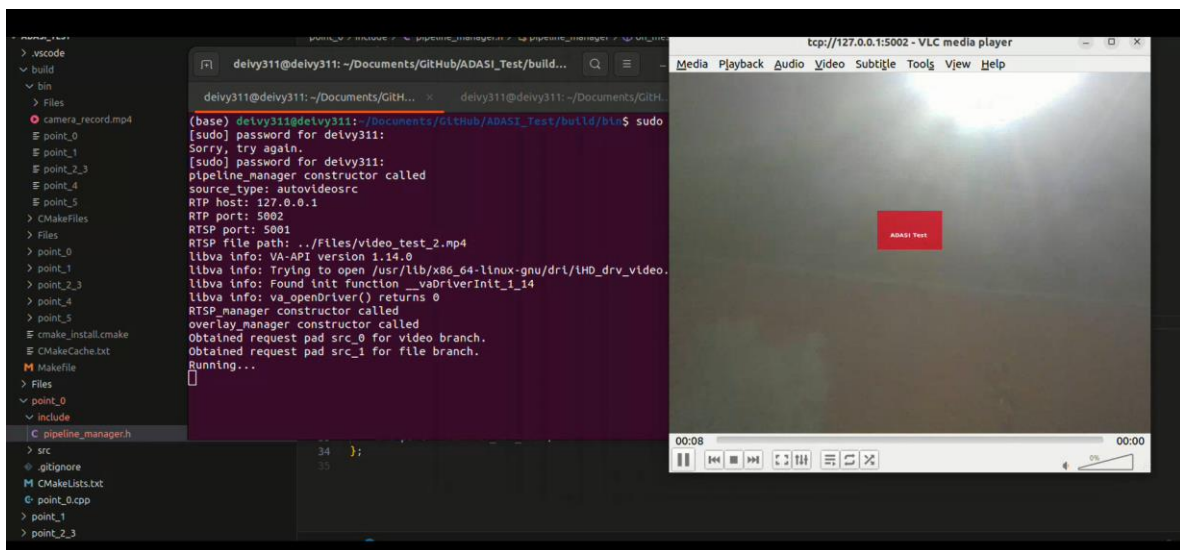 ADASI_TEST
> .vscode
build
bin
> Files
camera_record.mp4
point_0
point_1
point_2_3
point_4
point_5
> CMakeFiles
> Files
> point_0
> point_1
> point_2_3
> point_4
> point_5
cmake_install.cmake
CMakeCache.txt
M Makefile
> Files
point_0
include
C pipeline_manager.h
> src
.gitignore
M CMakeLists.txt
point_0.cpp
> point_1
> point_2_3
deivy311@deivy311: ~/Documents/GitHub/ADASI_Test/build...
deivy311@deivy311: ~/Documents/GitH... ×
deivy311@deivy311: ~/Documents/GitH
(base) deivy311@deivy311:~/Documents/GitHub/ADASI_Test/build/bin$ sudo
[sudo] password for deivy311:
Sorry, try again.
[sudo] password for deivy311:
pipeline_manager constructor called
source_type: autovideosrc
RTP host: 127.0.0.1
RTP port: 5002
RTSP port: 5001
RTSP file path: ../Files/video_test_2.mp4
libva info: VA-API version 1.14.0
libva info: Trying to open /usr/lib/x86_64-linux-gnu/dri/iHD_drv_video.
libva info: Found init function __vaDriverInit_1_14
libva info: va_openDriver() returns 0
RTSP_manager constructor called
overlay_manager constructor called
Obtained request pad src_0 for video branch.
Obtained request pad src_1 for file branch.
Running...
34 };
35
tcp://127.0.0.1:5002 - VLC media player
Media Playback Audio Video Subtitle Tools View Help
ADASI Test
00:08
00:00
0%